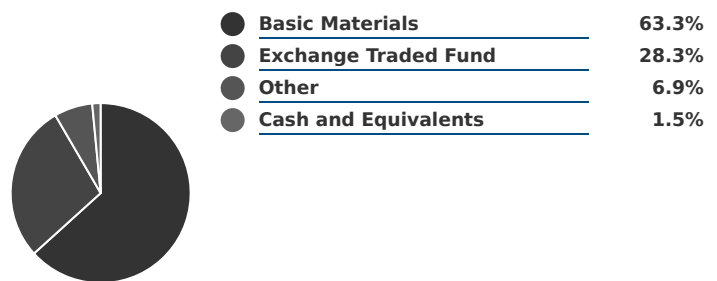 Basic Materials 63.3%
Exchange Traded Fund 28.3%
Other 6.9%
Cash and Equivalents 1.5%